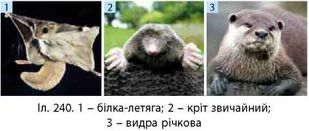 1
2
3
Іл. 240. 1 – білка-летяга; 2 – кріт звичайний;
3 – видра річкова